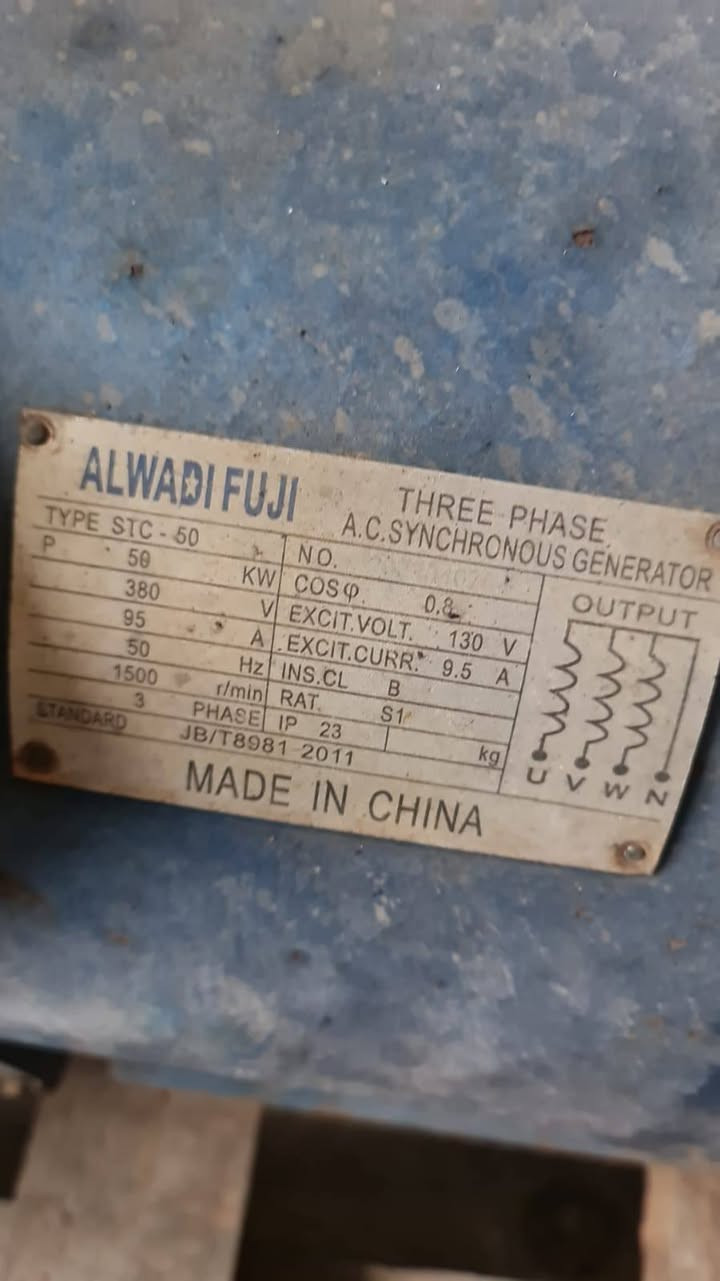 ALWADI FUJI
THREE PHASE
A.C.SYNCHRONOUS GENERATOR
TYPE STC - 50
NO.
P 50 KW
COSφ. 0.8
380 V
EXCIT.VOLT. 130 V
95 A
EXCIT.CURR. 9.5 A
50 Hz
INS.CL B
1500 r/min
RAT. S1
3 PHASE
IP 23
kg
STANDARD JB/T8981 2011
OUTPUT
U V W N
MADE IN CHINA